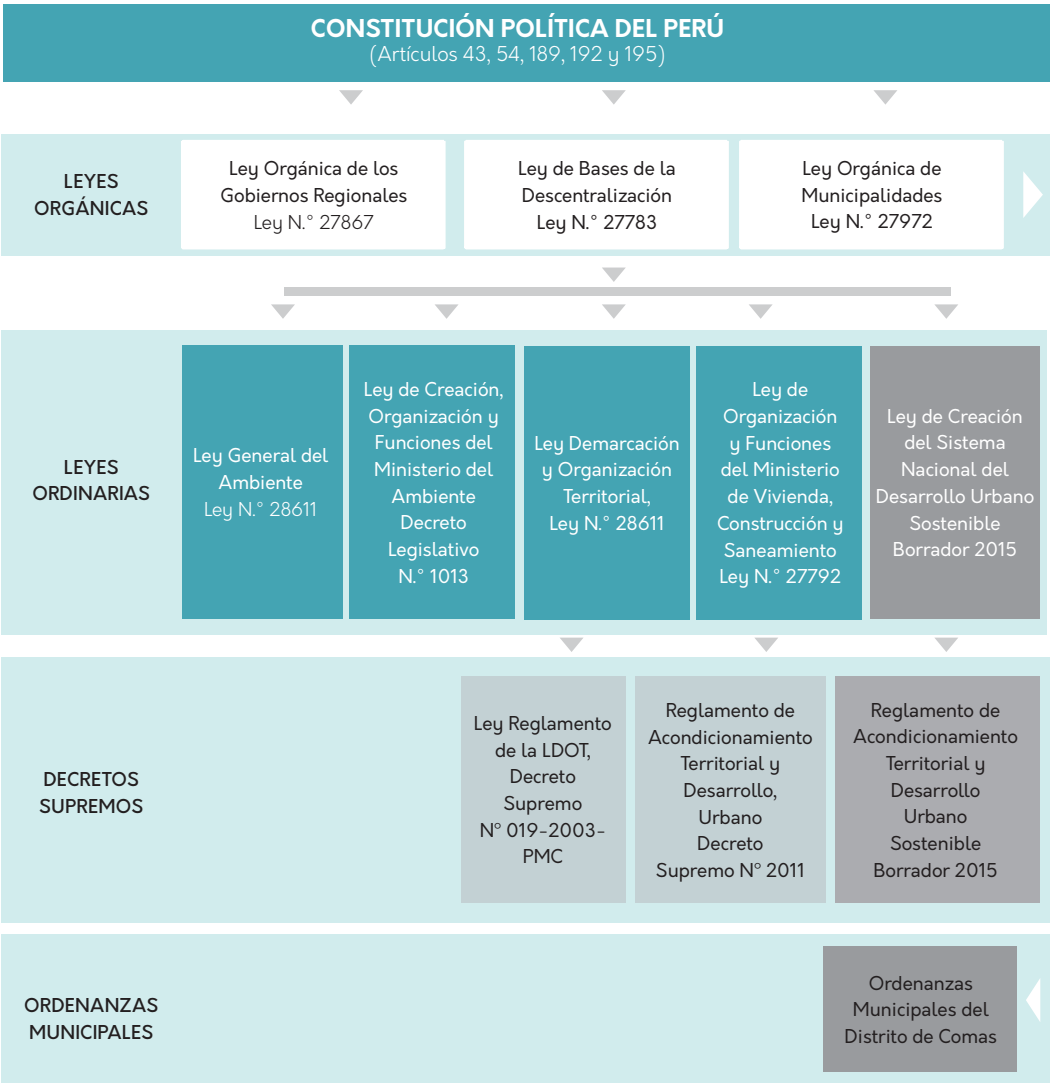 CONSTITUCIÓN POLÍTICA DEL PERÚ
(Artículos 43, 54, 189, 192 y 195)
LEYES
ORGÁNICAS
Ley Orgánica de los
Gobiernos Regionales
Ley N.° 27867
Ley de Bases de la
Descentralización
Ley N.° 27783
Ley Orgánica de
Municipalidades
Ley N.° 27972
LEYES
ORDINARIAS
Ley General del
Ambiente
Ley N.° 28611
Ley de Creación,
Organización y
Funciones del
Ministerio del
Ambiente
Decreto
Legislativo
N.° 1013
Ley Demarcación
y Organización
Territorial,
Ley N.° 28611
Ley de
Organización
y Funciones
del Ministerio
de Vivienda,
Construcción y
Saneamiento
Ley N.° 27792
Ley de Creación
del Sistema
Nacional del
Desarrollo Urbano
Sostenible
Borrador 2015
DECRETOS
SUPREMOS
Ley Reglamento
de la LDOT,
Decreto
Supremo
N° 019-2003-
PMC
Reglamento de
Acondicionamiento
Territorial y
Desarrollo,
Urbano
Decreto
Supremo N° 2011
Reglamento de
Acondicionamiento
Territorial y
Desarrollo
Urbano
Sostenible
Borrador 2015
ORDENANZAS
MUNICIPALES
Ordenanzas
Municipales del
Distrito de Comas